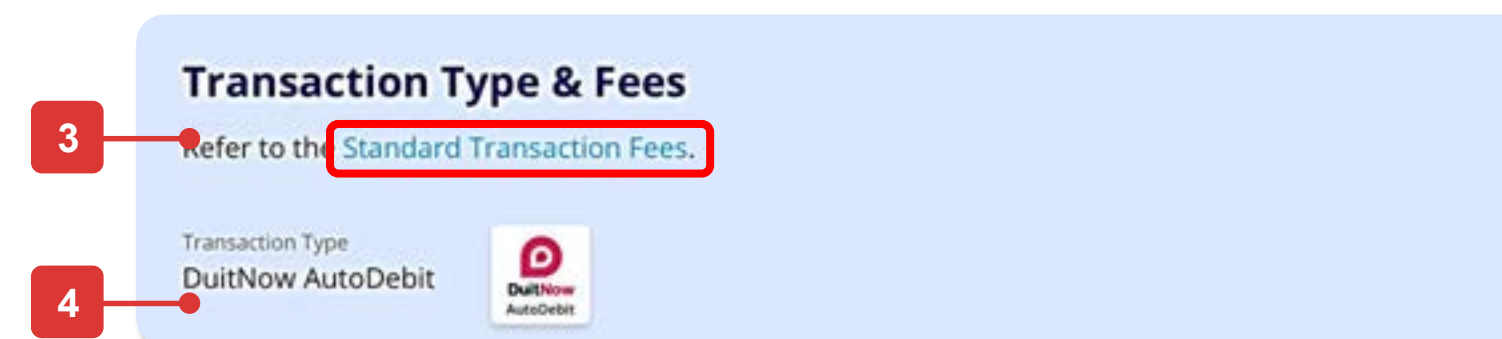 Transaction Type & Fees
3
Refer to the Standard Transaction Fees.
Transaction Type
DuitNow AutoDebit
DuitNow
AutoDebit
4